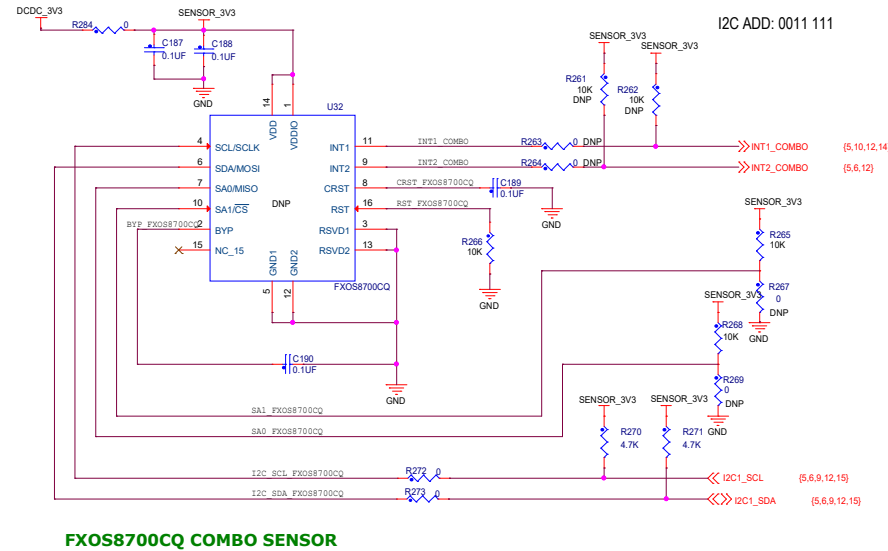 DCDC_3V3
SENSOR_3V3
R284 0
C187
0.1UF
C188
0.1UF
GND
I2C ADD: 0011 111
SENSOR_3V3
SENSOR_3V3
R261
10K
DNP
R262
10K
DNP
U32
14
1
VDD
VDDIO
4 SCL/SCLK
6 SDA/MOSI
7 SA0/MISO
10 SA1/CS
BYP_FXOS8700CQ 2 BYP
15 NC_15
DNP
INT1 11 INT1_COMBO R263 0 DNP INT1_COMBO {5,10,12,14
INT2 9 INT2_COMBO R264 0 DNP INT2_COMBO {5,6,12}
CRST 8 CRST_FXOS8700CQ C189
0.1UF
GND
RST 16 RST_FXOS8700CQ
RSVD1 3
RSVD2 13
GND1
GND2
5
12
FXOS8700CQ
R266
10K
GND
SENSOR_3V3
R265
10K
R267
0
DNP
GND
SENSOR_3V3
R268
10K
R269
0
DNP
GND
C190
0.1UF
GND
SA1_FXOS8700CQ
SA0_FXOS8700CQ
SENSOR_3V3
SENSOR_3V3
R270
4.7K
R271
4.7K
I2C_SCL_FXOS8700CQ R272 0 I2C1_SCL {5,6,9,12,15}
I2C_SDA_FXOS8700CQ R273 0 I2C1_SDA {5,6,9,12,15}
FXOS8700CQ COMBO SENSOR